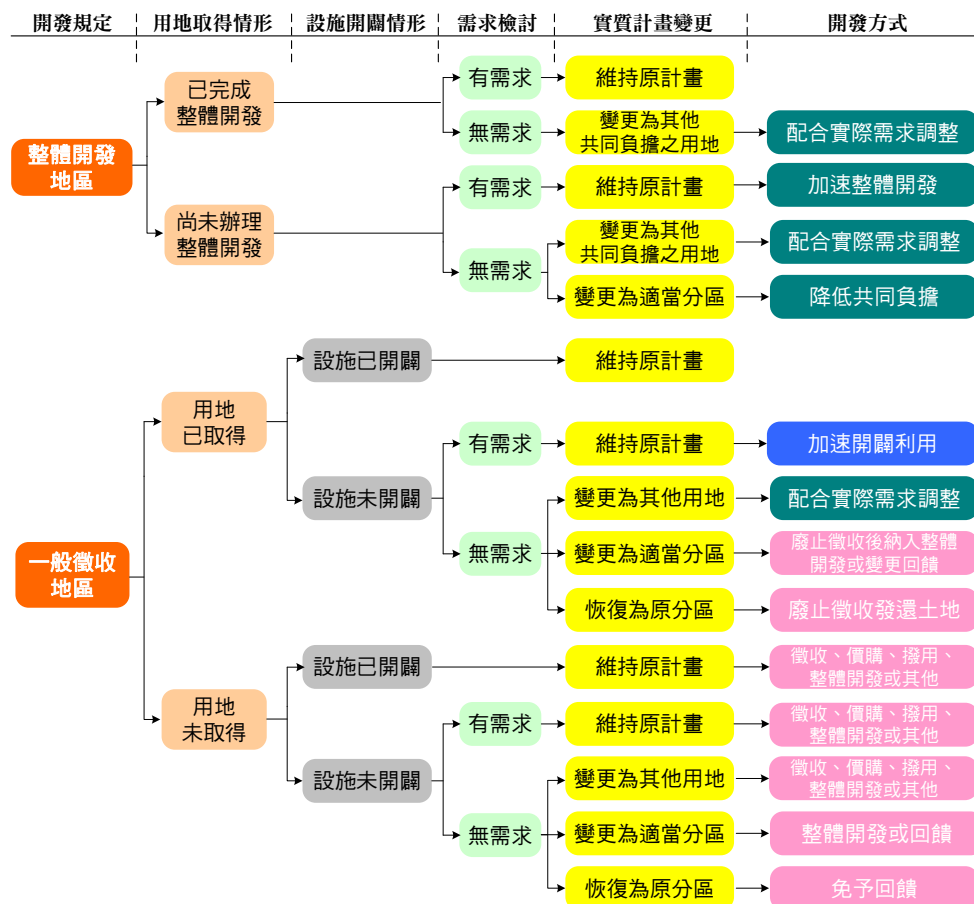 開發規定 用地取得情形 設施開闢情形 需求檢討 實質計畫變更 開發方式
整體開發
地區
已完成
整體開發
有需求
維持原計畫
無需求
變更為其他
共同負擔之用地
配合實際需求調整
尚未辦理
整體開發
有需求
維持原計畫
加速整體開發
無需求
變更為其他
共同負擔之用地
配合實際需求調整
變更為適當分區
降低共同負擔
一般徵收
地區
用地
已取得
設施已開闢
維持原計畫
設施未開闢
有需求
維持原計畫
加速開闢利用
無需求
變更為其他用地
配合實際需求調整
變更為適當分區
廢止徵收後納入整體
開發或變更回饋
恢復為原分區
廢止徵收發還土地
用地
未取得
設施已開闢
維持原計畫
徵收、價購、撥用、
整體開發或其他
設施未開闢
有需求
維持原計畫
徵收、價購、撥用、
整體開發或其他
無需求
變更為其他用地
徵收、價購、撥用、
整體開發或其他
變更為適當分區
整體開發或回饋
恢復為原分區
免予回饋